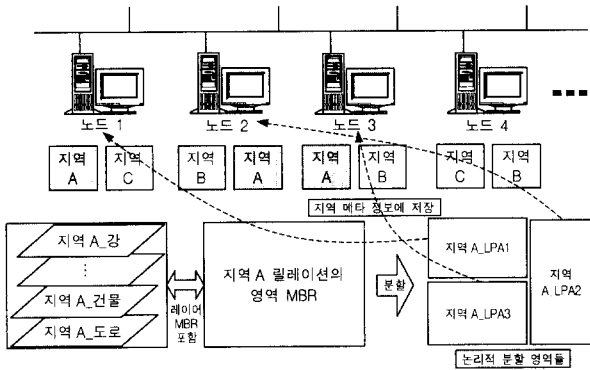 노드 1
노드 2
노드 3
노드 4
지역 A
지역 C
지역 B
지역 A
지역 A
지역 B
지역 C
지역 B
지역 메타 정보에 저장
지역 A_강
⋮
지역 A_건물
지역 A_도로
레이어
MBR
포함
지역 A 릴레이션의
영역 MBR
분할
지역 A_LPA1
지역 A_LPA3
지역
A_LPA2
논리적 분할 영역들